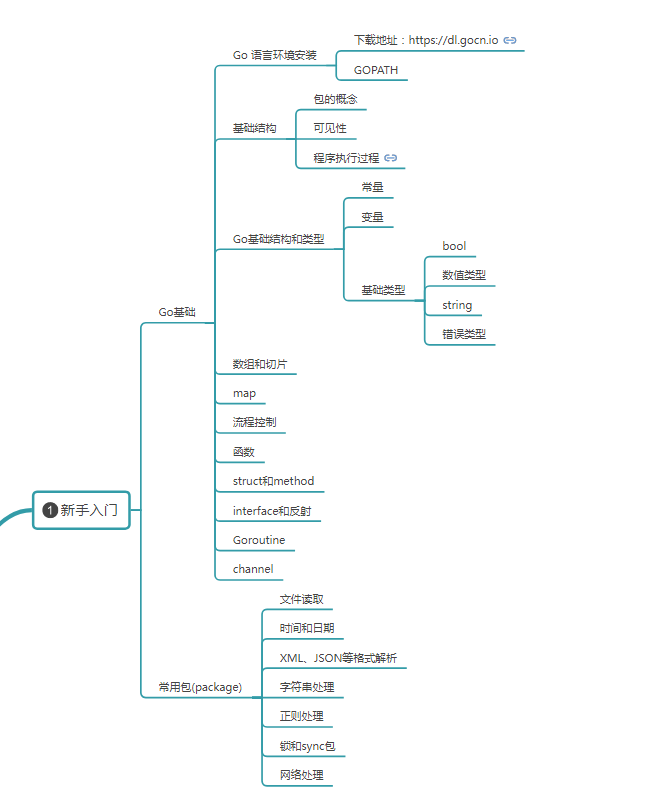 下载地址：https://dl.gocn.io
Go 语言环境安装
GOPATH
包的概念
基础结构
可见性
程序执行过程
常量
变量
Go基础结构和类型
bool
数值类型
基础类型
string
错误类型
Go基础
数组和切片
map
流程控制
函数
struct和method
1 新手入门
interface和反射
Goroutine
channel
文件读取
时间和日期
XML、JSON等格式解析
常用包(package)
字符串处理
正则处理
锁和sync包
网络处理